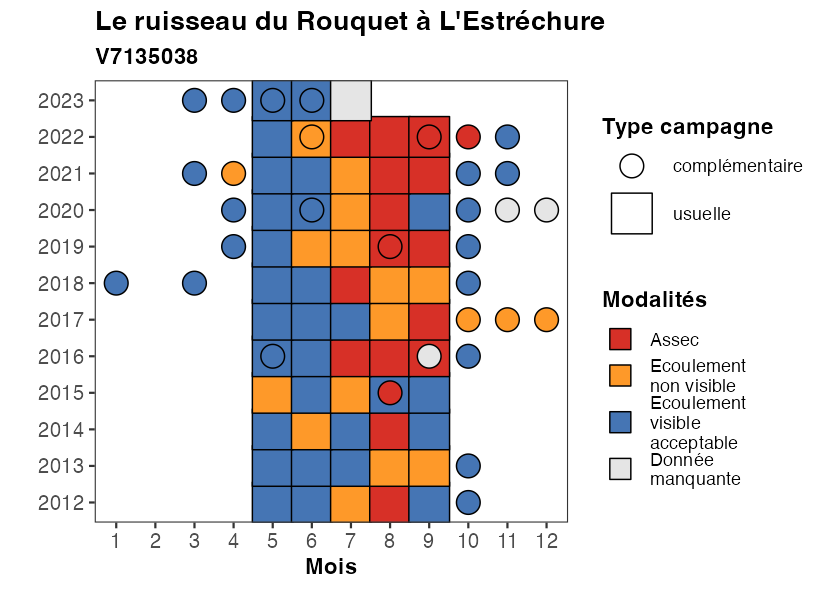 Le ruisseau du Rouquet à L'Estréchure
V7135038
2023
2022
2021
2020
2019
2018
2017
2016
2015
2014
2013
2012
1 2 3 4 5 6 7 8 9 10 11 12
Mois
Type campagne
complémentaire
usuelle
Modalités
Assec
Ecoulement
non visible
Ecoulement
visible
acceptable
Donnée
manquante